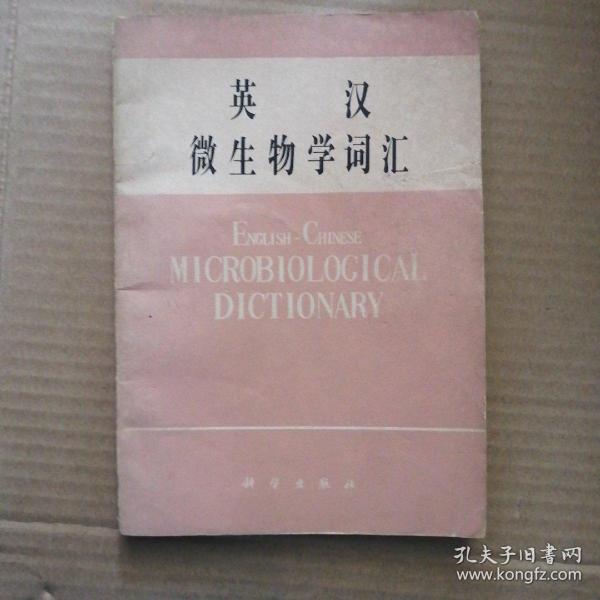 英 汉
微生物学词汇
ENGLISH-CHINESE
MICROBIOLOGICAL
DICTIONARY
科学出版社
孔夫子旧书网
www.kongfz.com